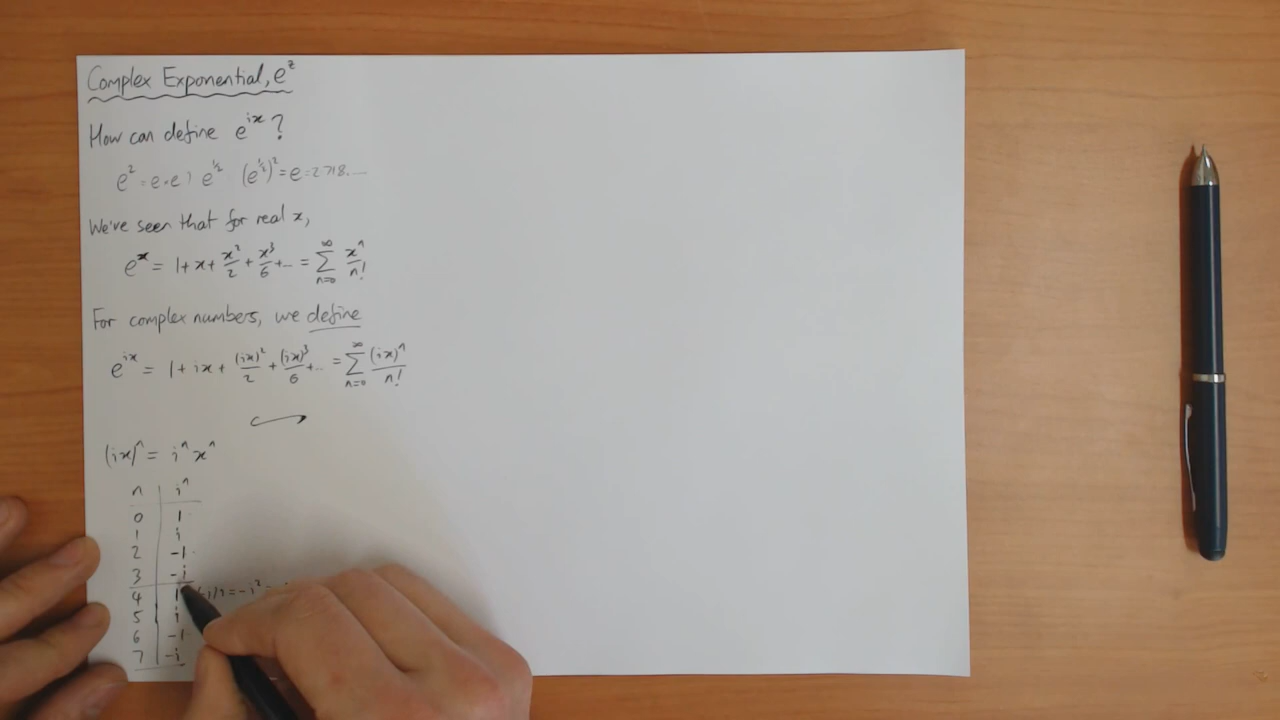 Complex Exponential, e^z
How can define e^{ix} ?
e^2 = e·e, e^{1/2} (e^{1/2})^2 = e = 2.718....
We've seen that for real x,
e^x = 1 + x + x^2/2 + x^3/6 + ... = ∑_{n=0}^∞ x^n/n!
For complex numbers, we define
e^{ix} = 1 + ix + (ix)^2/2 + (ix)^3/6 + ... = ∑_{n=0}^∞ (ix)^n/n!
(ix)^n = i^n x^n
n | i^n
0 | 1
1 | i
2 | -1
3 | -i
4 | 1 = -i^2 =
5 | i
6 | -1
7 | -i